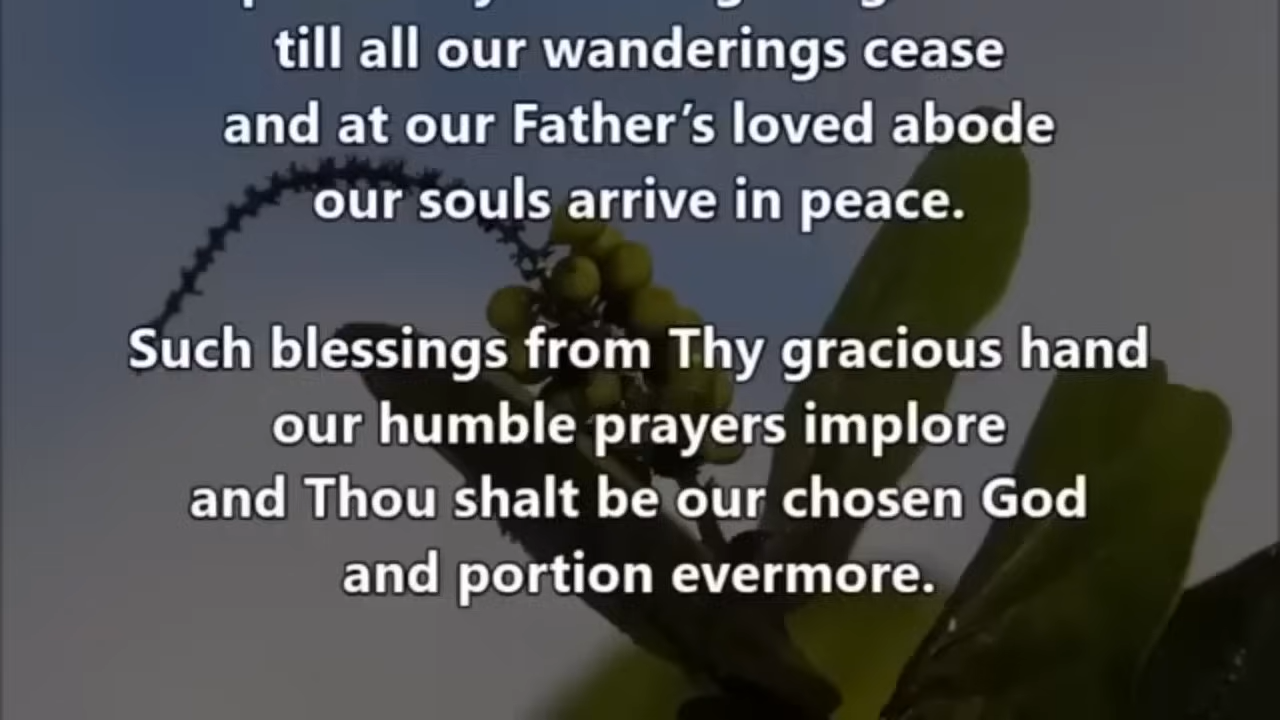 till all our wanderings cease
and at our Father’s loved abode
our souls arrive in peace.
Such blessings from Thy gracious hand
our humble prayers implore
and Thou shalt be our chosen God
and portion evermore.